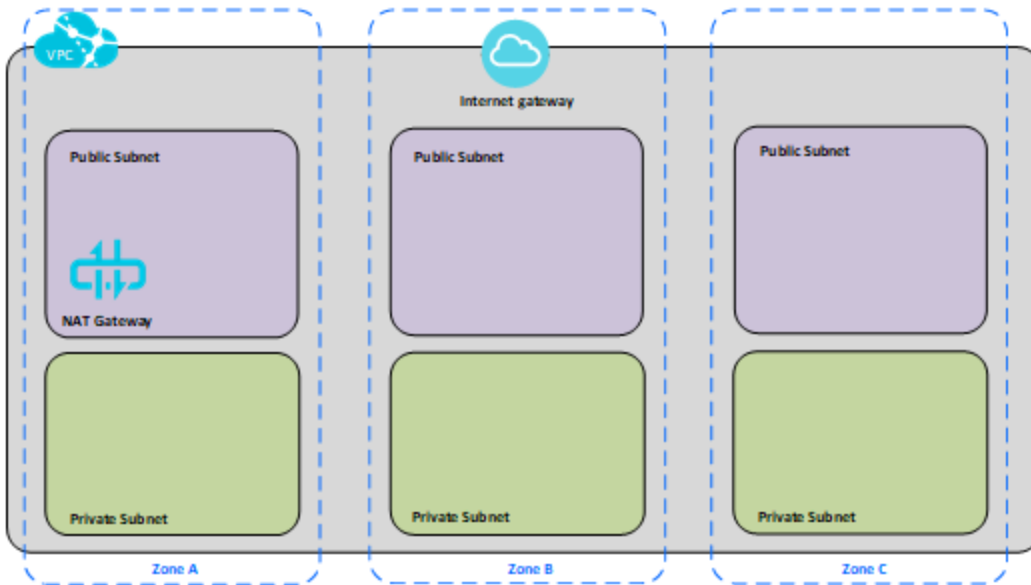 VPC
Internet gateway
Public Subnet
Public Subnet
Public Subnet
NAT Gateway
Private Subnet
Private Subnet
Private Subnet
Zone A
Zone B
Zone C